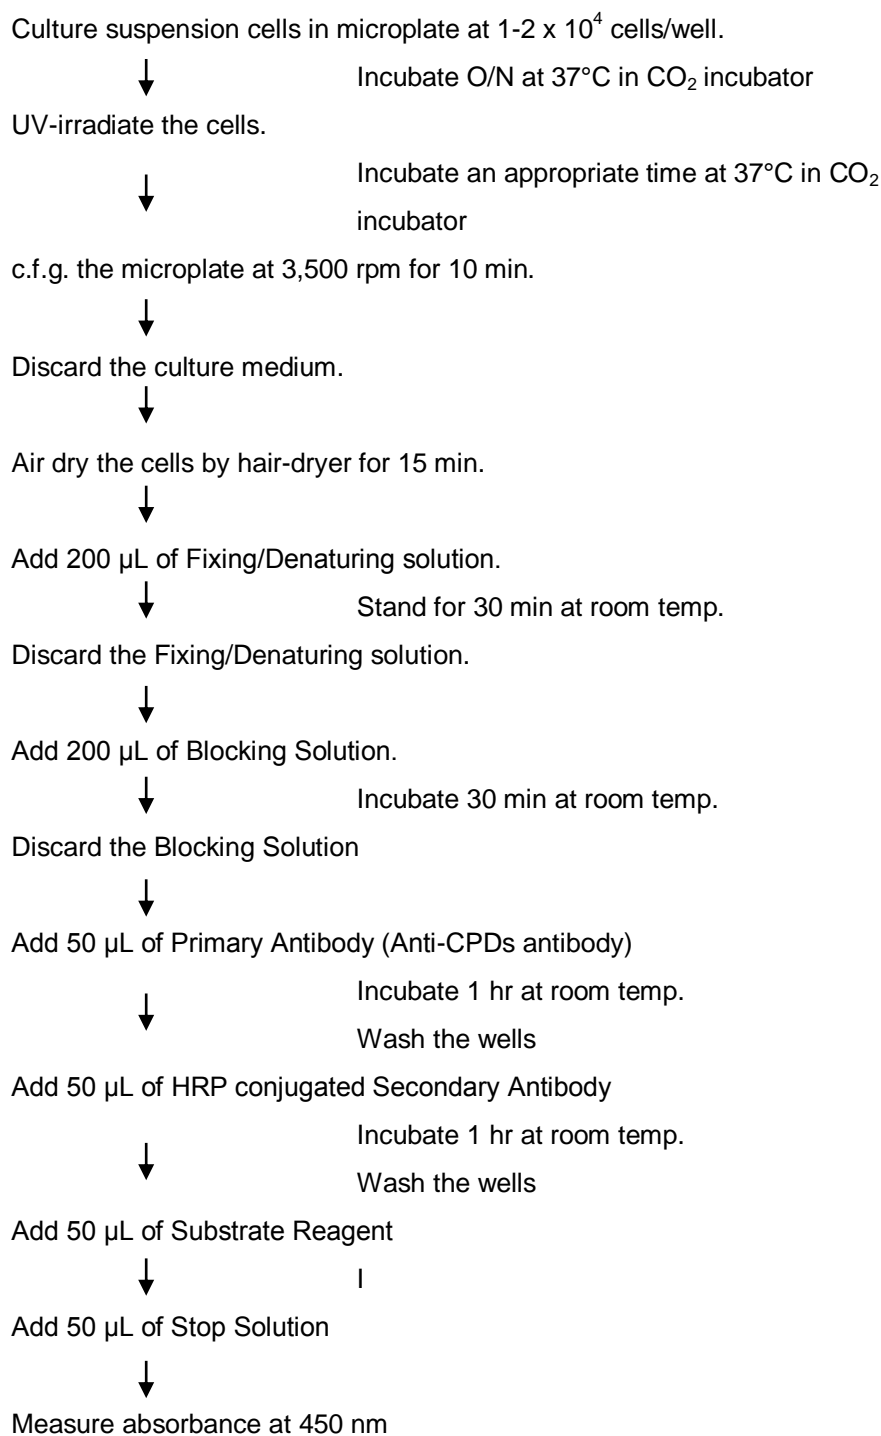 Culture suspension cells in microplate at 1-2 x 10⁴ cells/well.
Incubate O/N at 37°C in CO₂ incubator
UV-irradiate the cells.
Incubate an appropriate time at 37°C in CO₂
incubator
c.f.g. the microplate at 3,500 rpm for 10 min.
Discard the culture medium.
Air dry the cells by hair-dryer for 15 min.
Add 200 µL of Fixing/Denaturing solution.
Stand for 30 min at room temp.
Discard the Fixing/Denaturing solution.
Add 200 µL of Blocking Solution.
Incubate 30 min at room temp.
Discard the Blocking Solution
Add 50 µL of Primary Antibody (Anti-CPDs antibody)
Incubate 1 hr at room temp.
Wash the wells
Add 50 µL of HRP conjugated Secondary Antibody
Incubate 1 hr at room temp.
Wash the wells
Add 50 µL of Substrate Reagent
I
Add 50 µL of Stop Solution
Measure absorbance at 450 nm